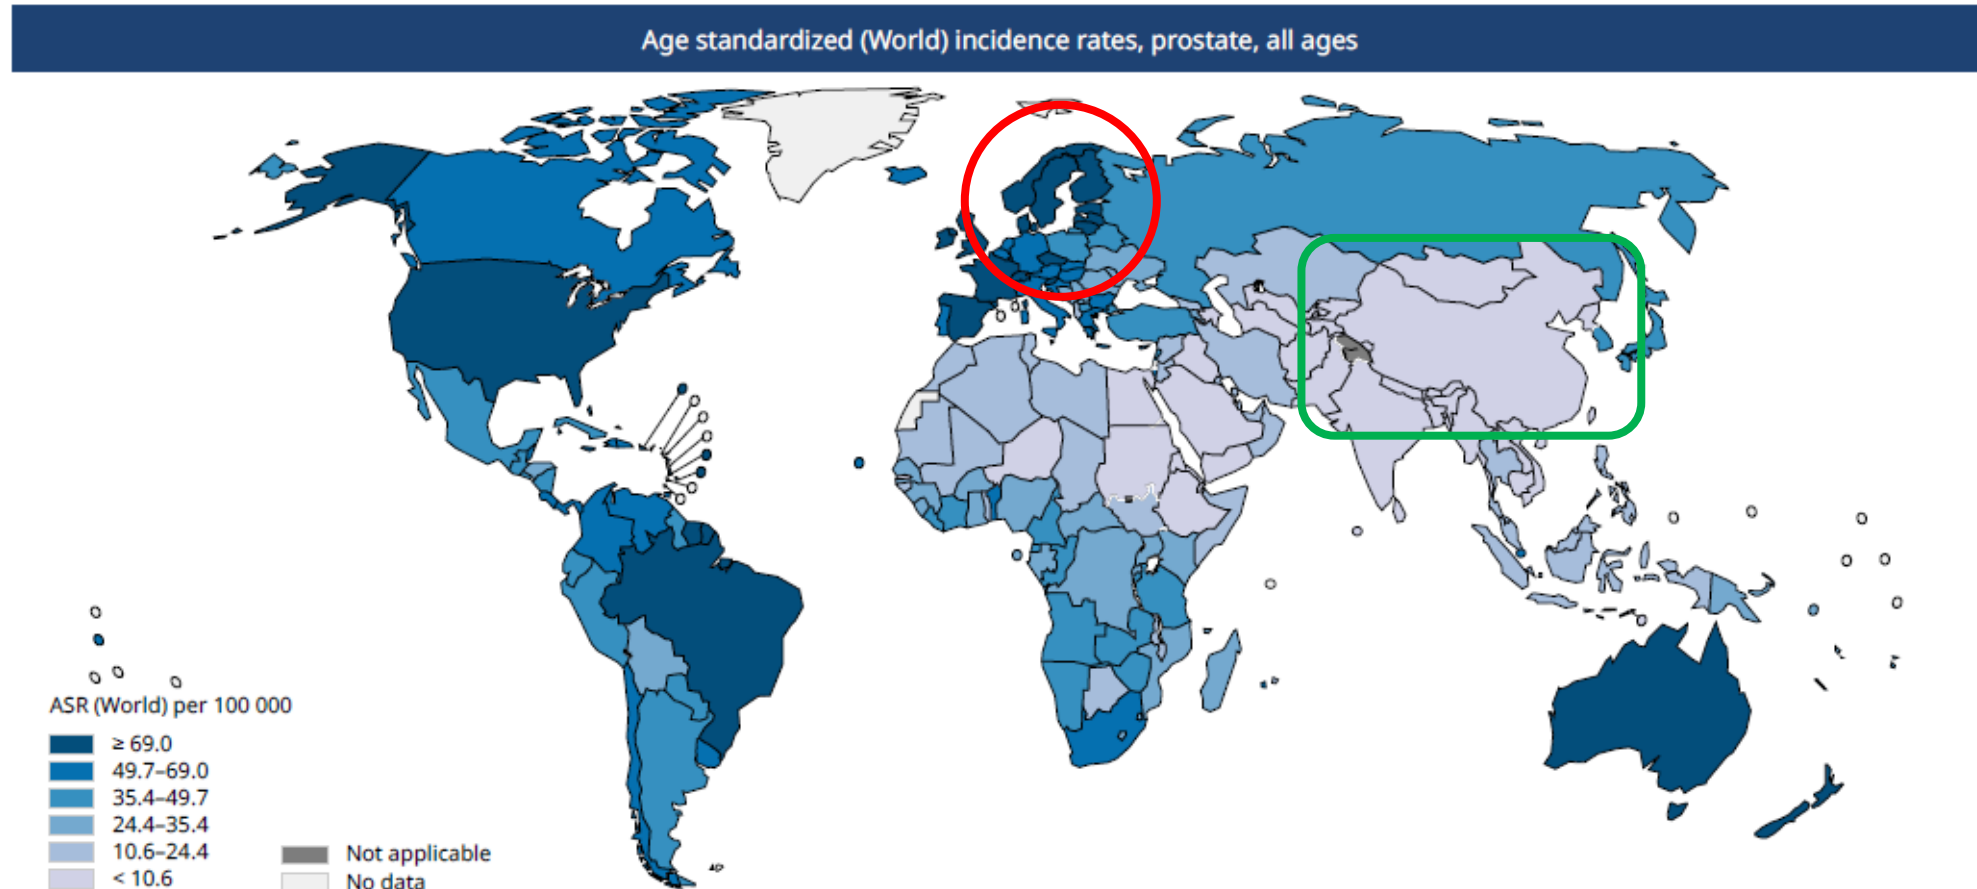 Age standardized (World) incidence rates, prostate, all ages
ASR (World) per 100 000
≥ 69.0
49.7–69.0
35.4–49.7
24.4–35.4
10.6–24.4
< 10.6
Not applicable
No data